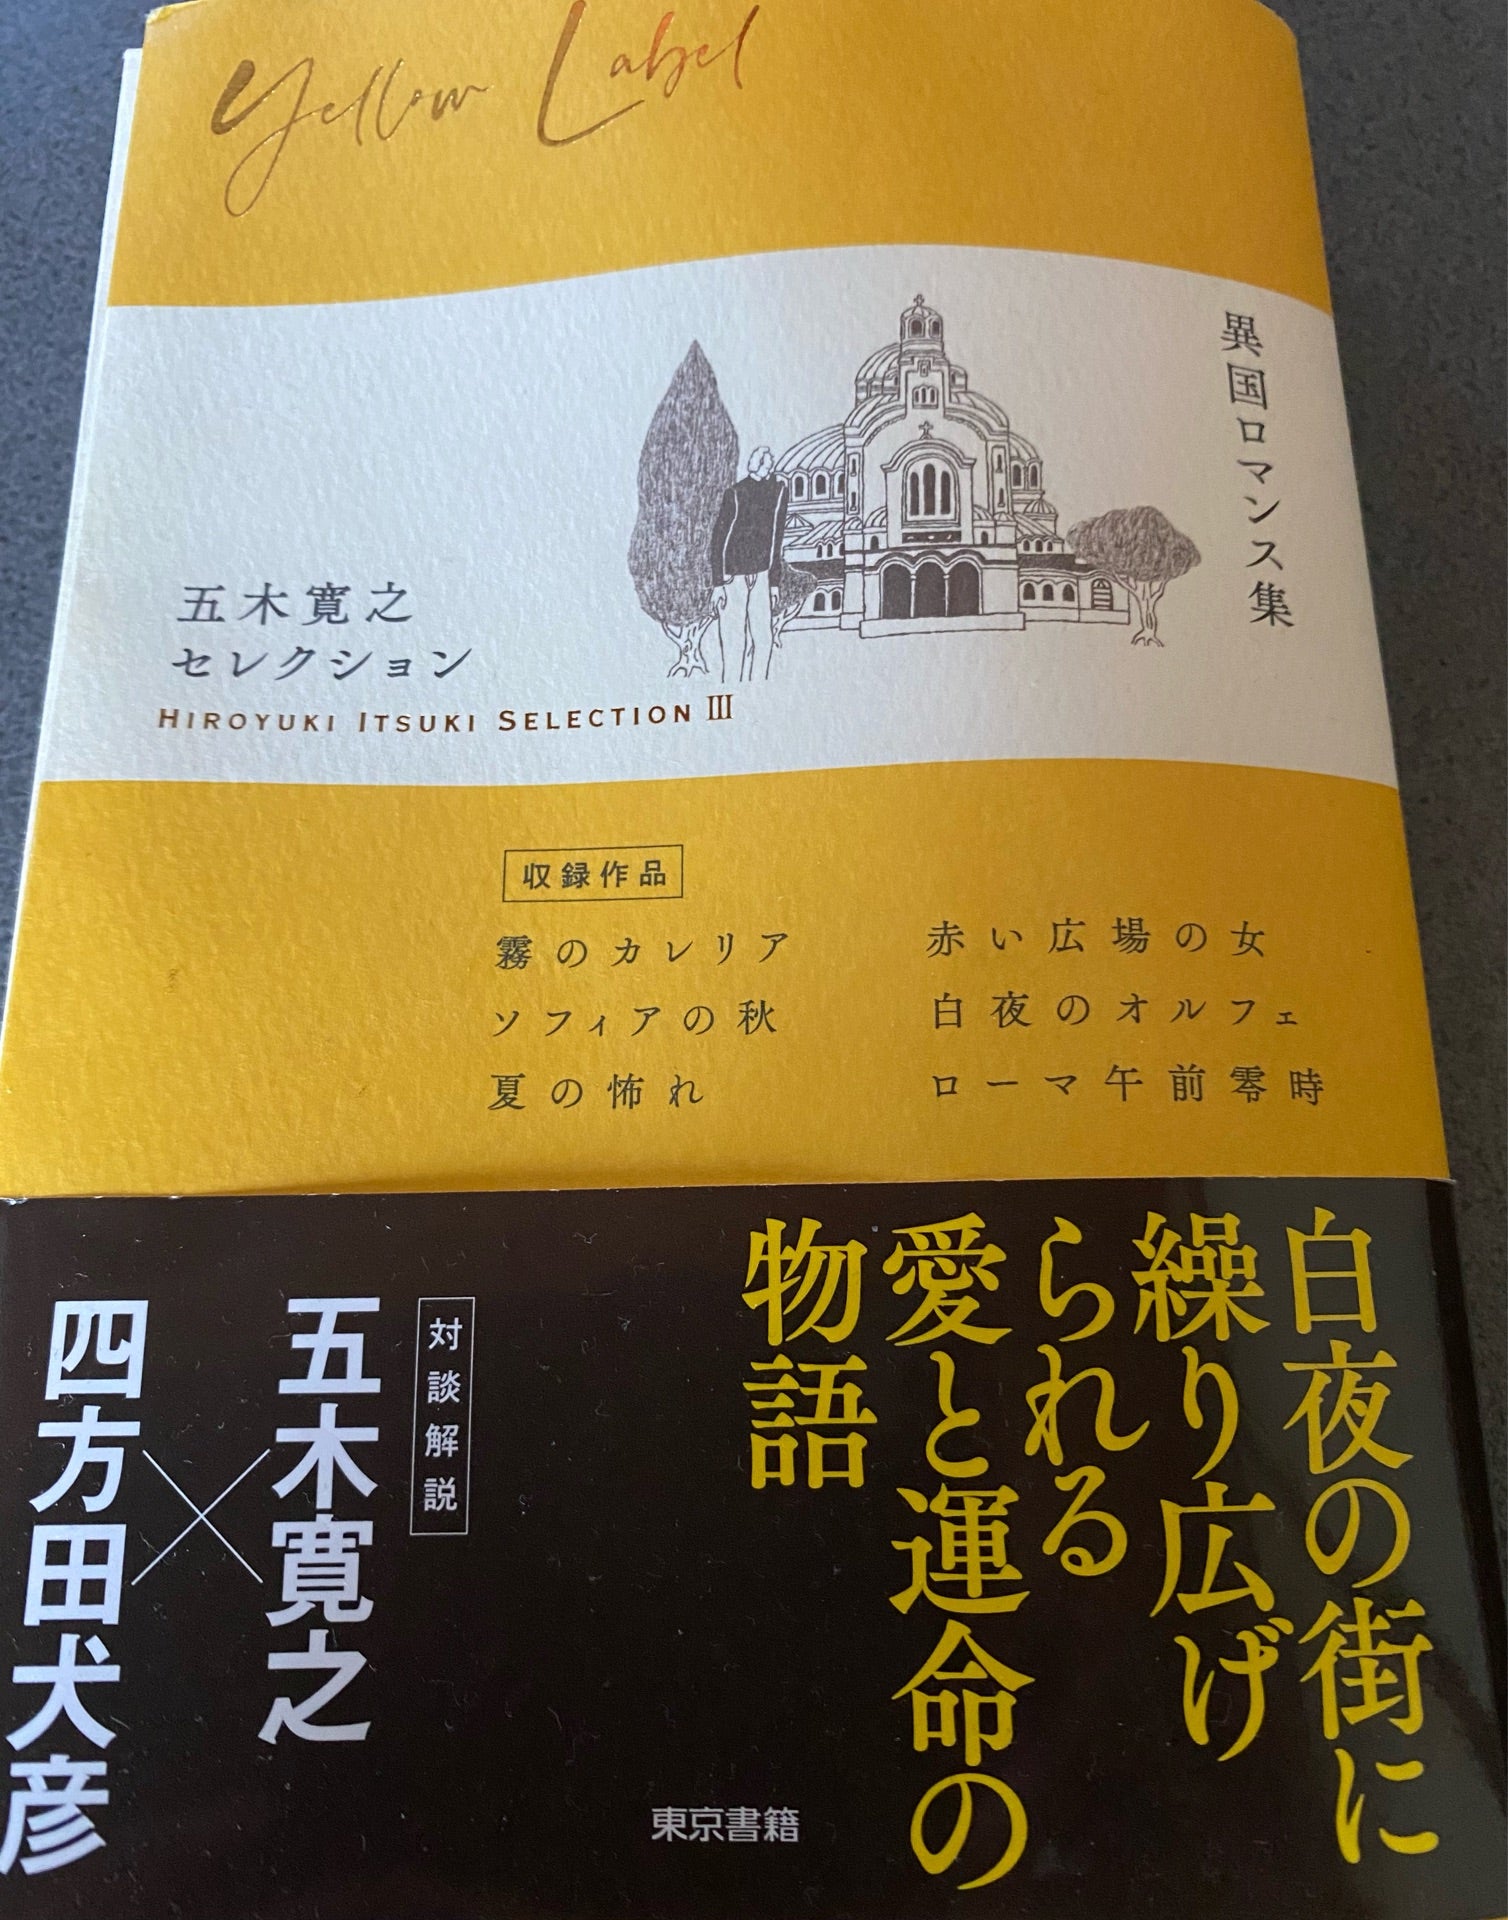 Yellow Label
異国ロマンス集
五木寛之
セレクション
HIROYUKI ITSUKI SELECTION III
収録作品
霧のカレリア
ソフィアの秋
夏の怖れ
赤い広場の女
白夜のオルフェ
ローマ午前零時
白夜の街に
繰り広げ
られる
愛と運命の
物語
対談解説
五木寛之
×
四方田犬彦
東京書籍